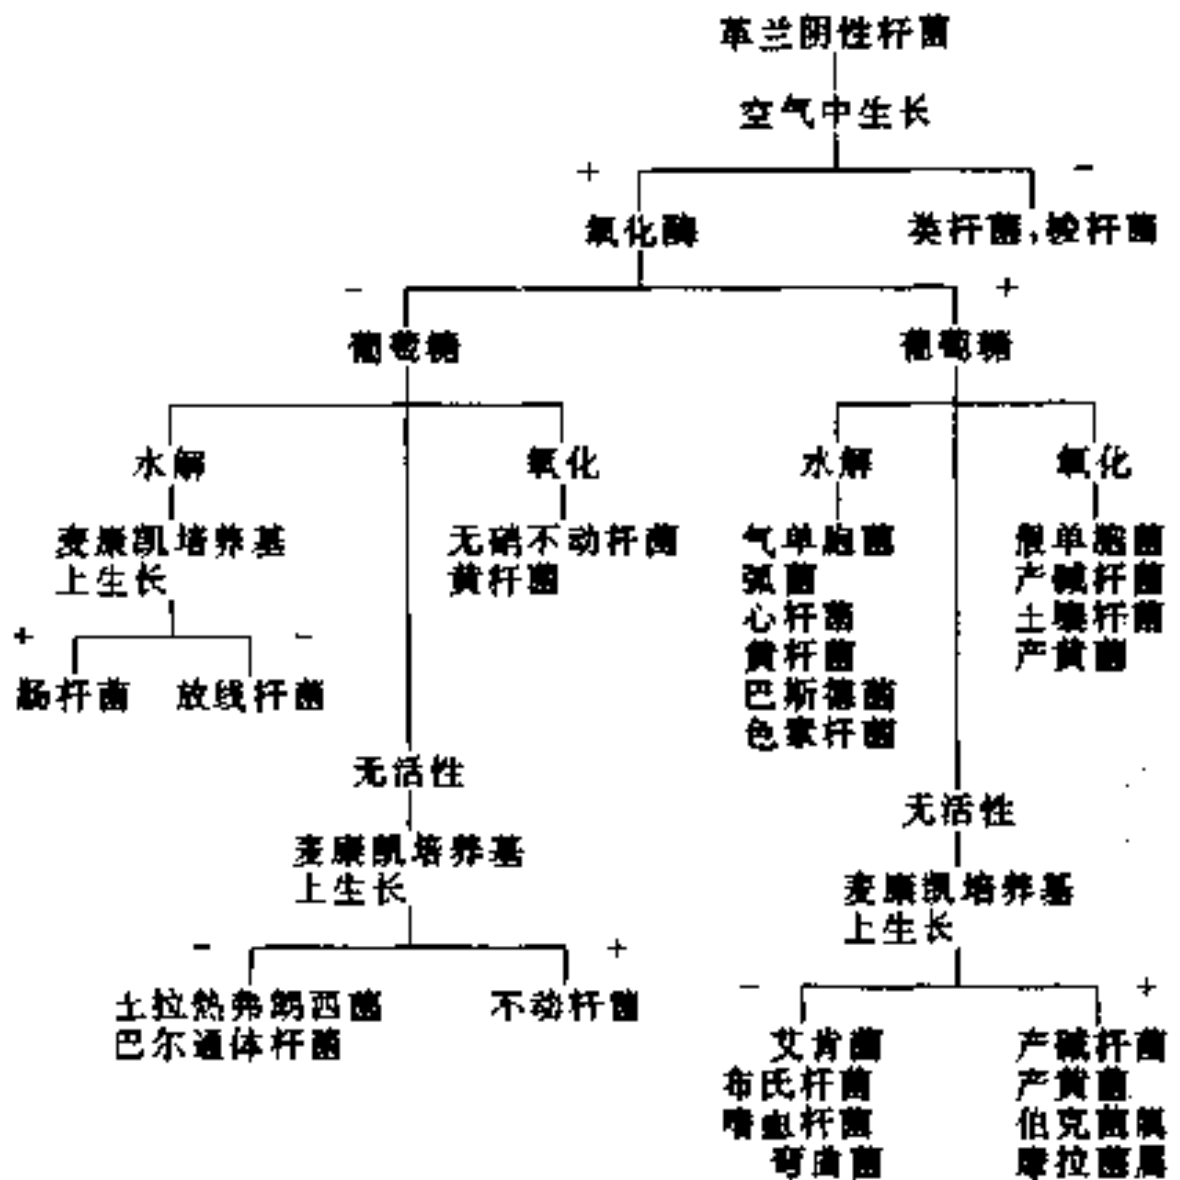 革兰阴性杆菌
空气中生长
+
-
氧化酶
类杆菌,梭杆菌
-
+
葡萄糖
葡萄糖
水解
氧化
水解
氧化
麦康凯培养基
上生长
无硝不动杆菌
黄杆菌
气单胞菌
弧菌
心杆菌
黄杆菌
巴斯德菌
色素杆菌
假单胞菌
产碱杆菌
土壤杆菌
产黄菌
+
-
肠杆菌
放线杆菌
无活性
无活性
麦康凯培养基
上生长
麦康凯培养基
上生长
-
+
土拉热弗朗西菌
巴尔通体杆菌
不动杆菌
-
+
艾肯菌
布氏杆菌
嗜血杆菌
弯曲菌
产碱杆菌
产黄菌
伯克菌属
摩拉菌属